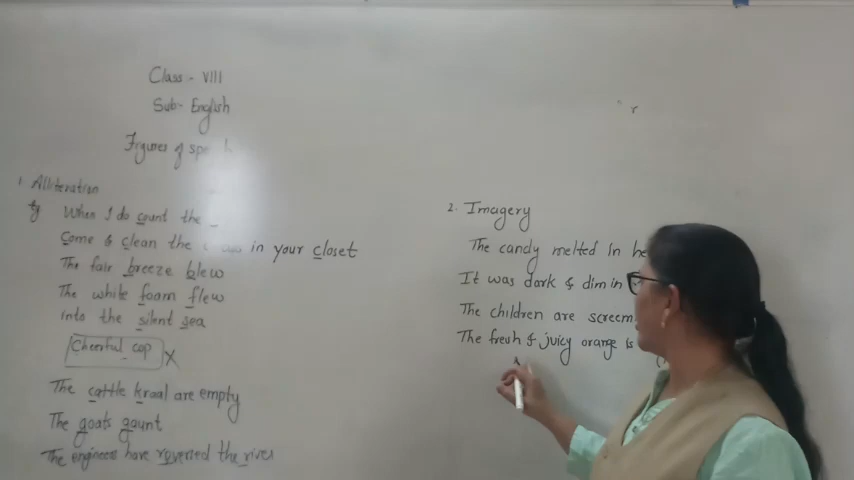 Class - VIII
Sub- English
Figures of
1. Alliteration
Eg When I do count the
Come & clean the in your closet
The fair breeze blew
The white foam flew
into the silent sea
Cheerful cop X
The cattle kraal are empty
The goats gaunt
The engineers have reversed the river
2. Imagery
The candy melted In
It was dark & dim in
The children are
The fresh & juicy orange is